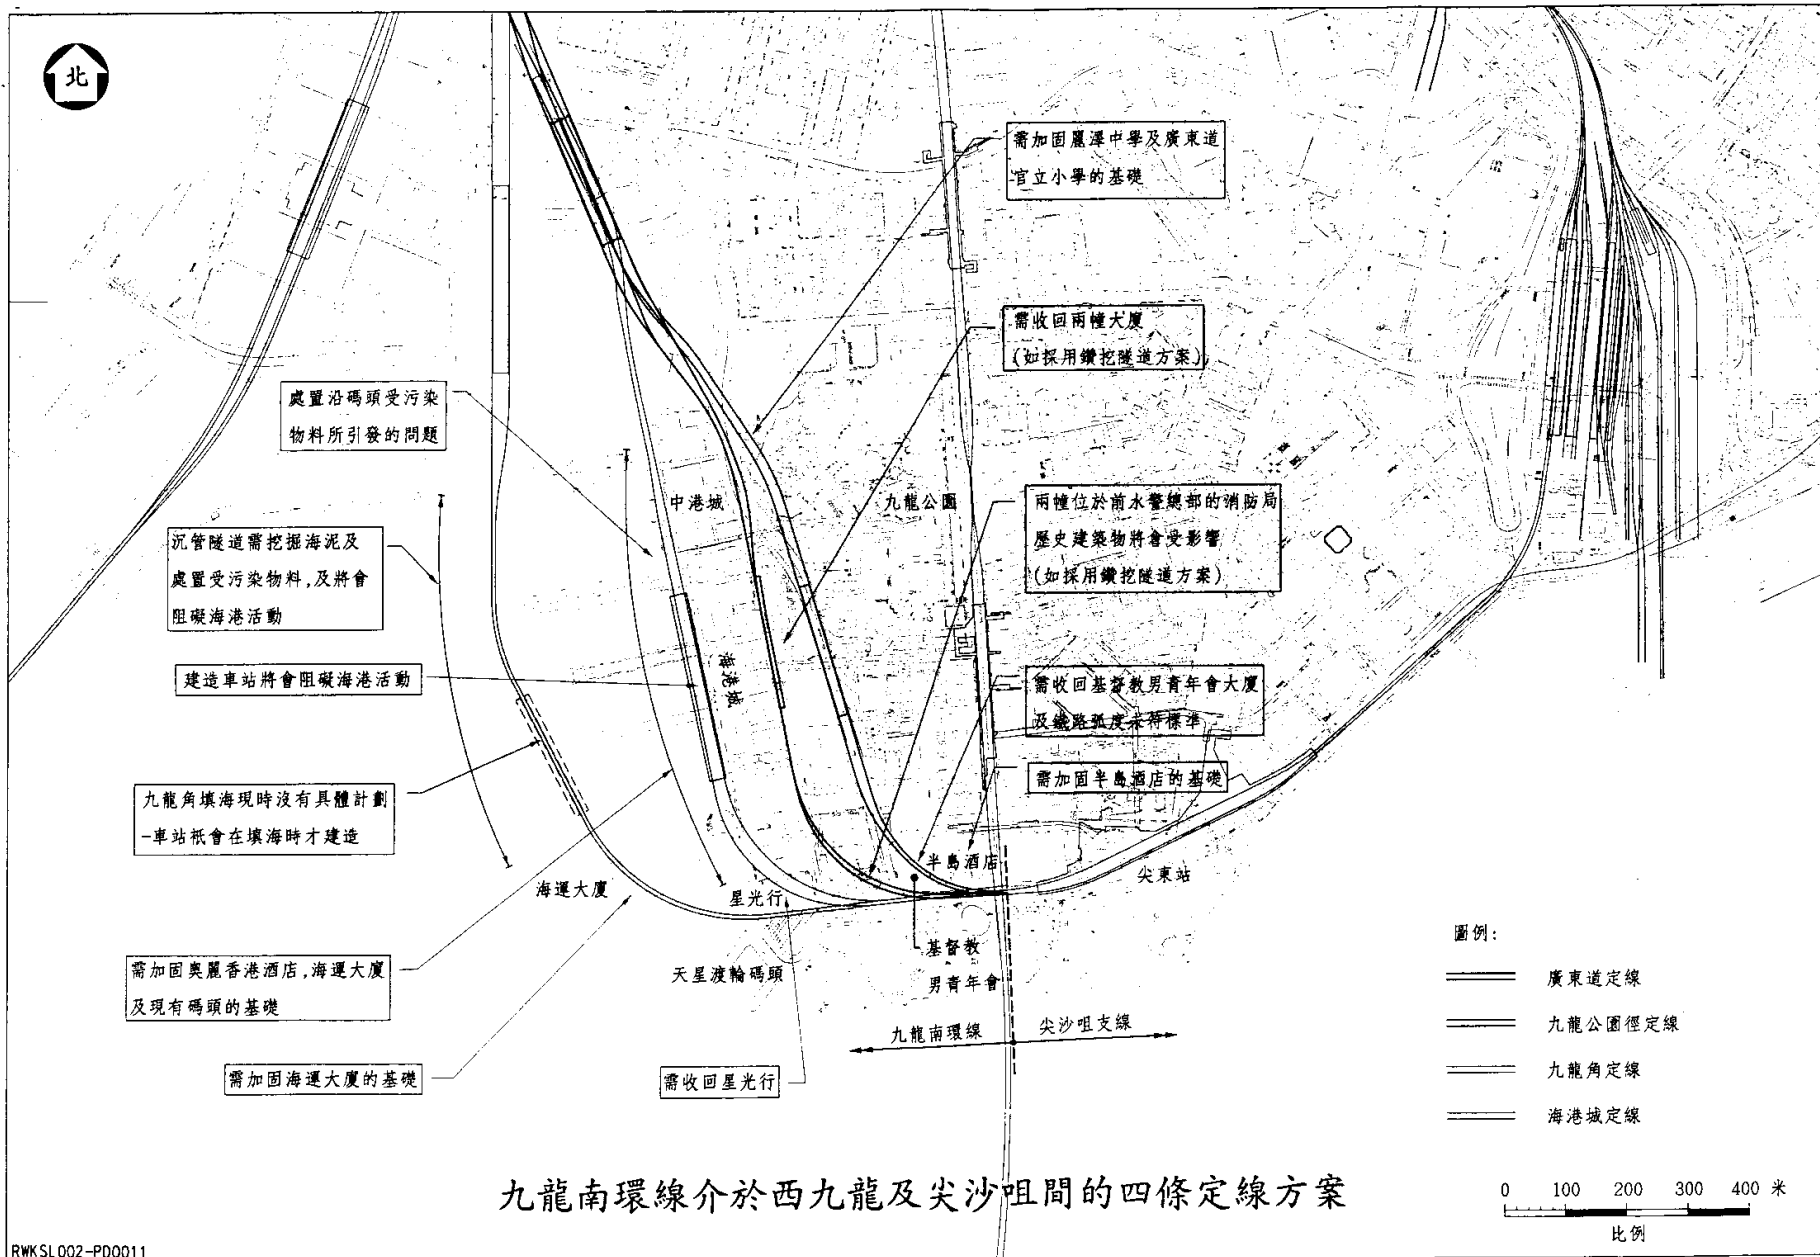 北
需加固麗澤中學及廣東道
官立小學的基礎
需收回兩幢大廈
(如採用鑽挖隧道方案)
處置沿碼頭受污染
物料所引發的問題
中港城
九龍公園
兩幢位於前水警總部的消防局
歷史建築物將會受影響
(如採用鑽挖隧道方案)
沉管隧道需挖掘海泥及
處置受污染物料,及將會
阻礙海港活動
建造車站將會阻礙海港活動
海港城
需收回基督教男青年會大廈
及鐵路弧度未符標準
需加固半島酒店的基礎
九龍角填海現時沒有具體計劃
-車站衹會在填海時才建造
半島酒店
尖東站
海運大廈
星光行
基督教
男青年會
天星渡輪碼頭
需加固奧麗香港酒店,海運大廈
及現有碼頭的基礎
九龍南環線
尖沙咀支線
需加固海運大廈的基礎
需收回星光行
圖例:
廣東道定線
九龍公園徑定線
九龍角定線
海港城定線
九龍南環線介於西九龍及尖沙咀間的四條定線方案
0 100 200 300 400 米
比例
RWKSL002-PD0011